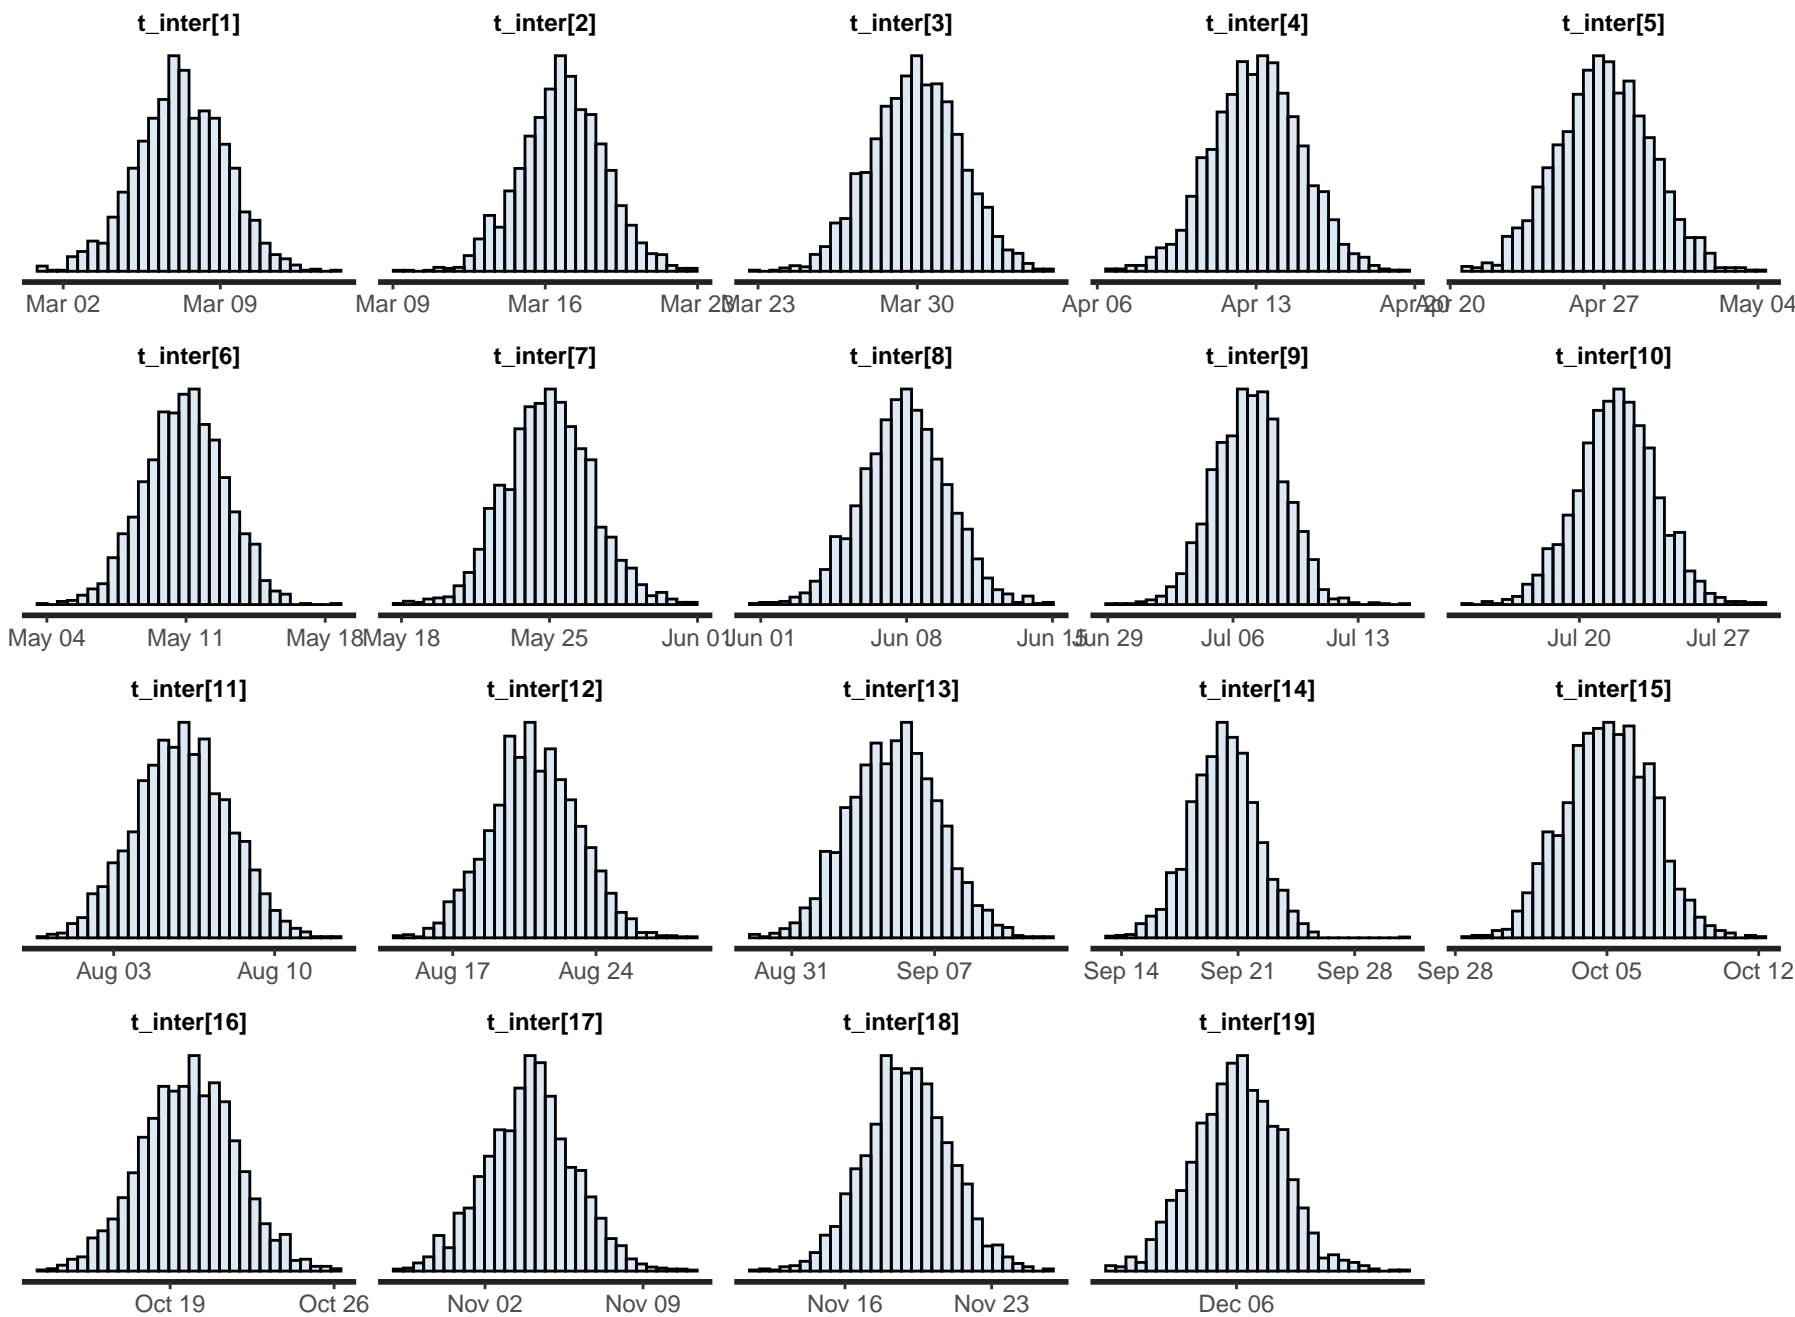 t_inter[1] t_inter[2] t_inter[3] t_inter[4] t_inter[5]
Mar 02 Mar 09 Mar 09 Mar 16 Mar 23 Mar 23 Mar 30 Apr 06 Apr 13 Apr 20 Apr 20 Apr 27 May 04
t_inter[6] t_inter[7] t_inter[8] t_inter[9] t_inter[10]
May 04 May 11 May 18 May 18 May 25 Jun 01 Jun 01 Jun 08 Jun 15 Jun 29 Jul 06 Jul 13 Jul 20 Jul 27
t_inter[11] t_inter[12] t_inter[13] t_inter[14] t_inter[15]
Aug 03 Aug 10 Aug 17 Aug 24 Aug 31 Sep 07 Sep 14 Sep 21 Sep 28 Sep 28 Oct 05 Oct 12
t_inter[16] t_inter[17] t_inter[18] t_inter[19]
Oct 19 Oct 26 Nov 02 Nov 09 Nov 16 Nov 23 Dec 06